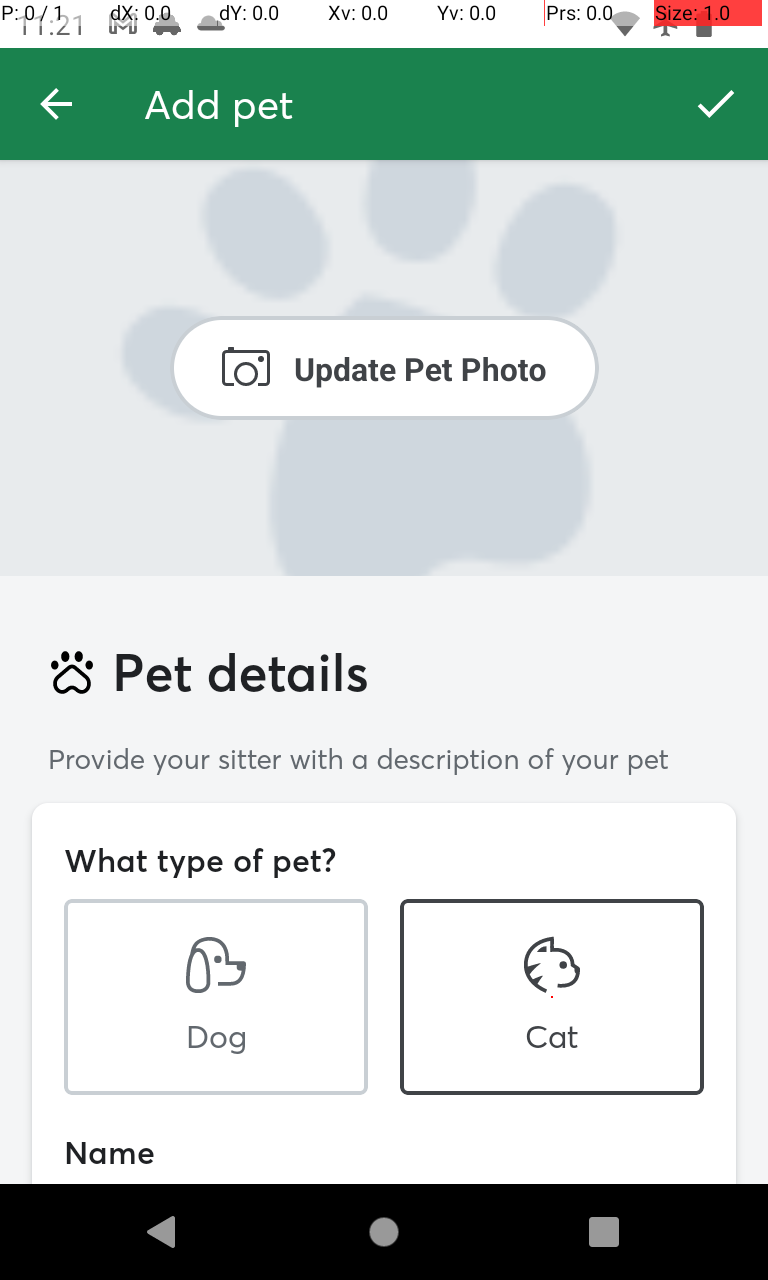 P: 0 / 1 dX: 0.0 dY: 0.0 Xv: 0.0 Yv: 0.0 Prs: 0.0 Size: 1.0
11:21
Add pet
Update Pet Photo
Pet details
Provide your sitter with a description of your pet
What type of pet?
Dog Cat
Name